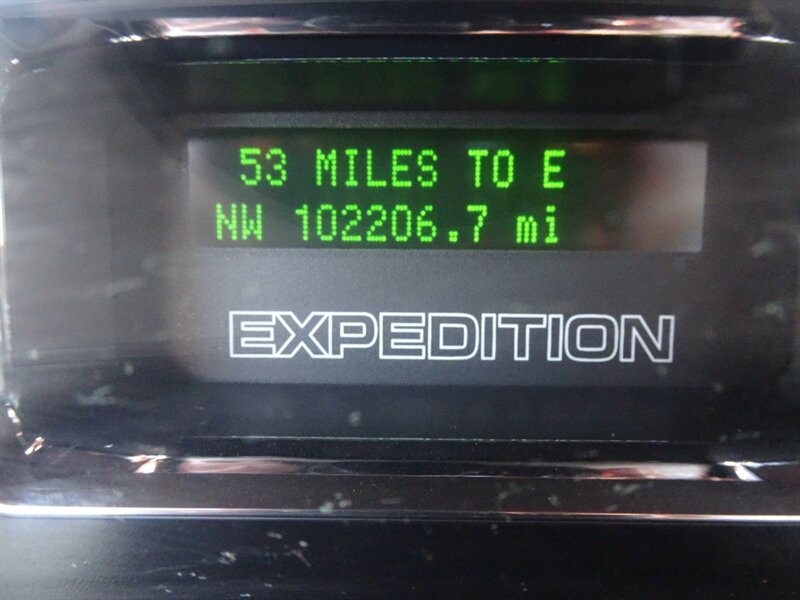 53 MILES TO E
NW 102206.7 mi
EXPEDITION